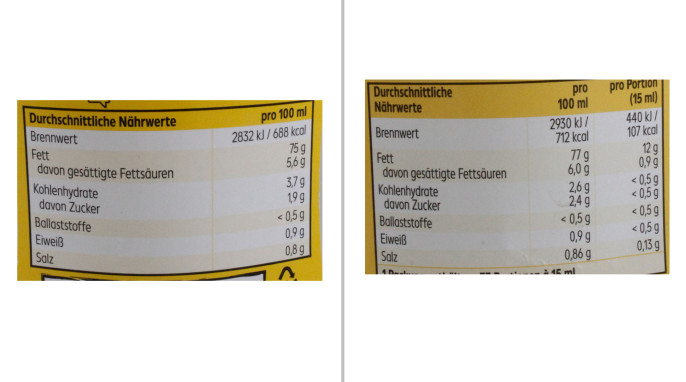 Durchschnittliche Nährwerte pro 100 ml
Brennwert 2832 kJ / 688 kcal
Fett 75 g
davon gesättigte Fettsäuren 5,6 g
Kohlenhydrate 3,7 g
davon Zucker 1,9 g
Ballaststoffe < 0,5 g
Eiweiß 0,9 g
Salz 0,8 g
Durchschnittliche Nährwerte pro 100 ml pro Portion (15 ml)
Brennwert 2930 kJ / 712 kcal 440 kJ / 107 kcal
Fett 77 g 12 g
davon gesättigte Fettsäuren 6,0 g 0,9 g
Kohlenhydrate 2,6 g < 0,5 g
davon Zucker 2,4 g < 0,5 g
Ballaststoffe < 0,5 g < 0,5 g
Eiweiß 0,9 g < 0,5 g
Salz 0,86 g 0,13 g